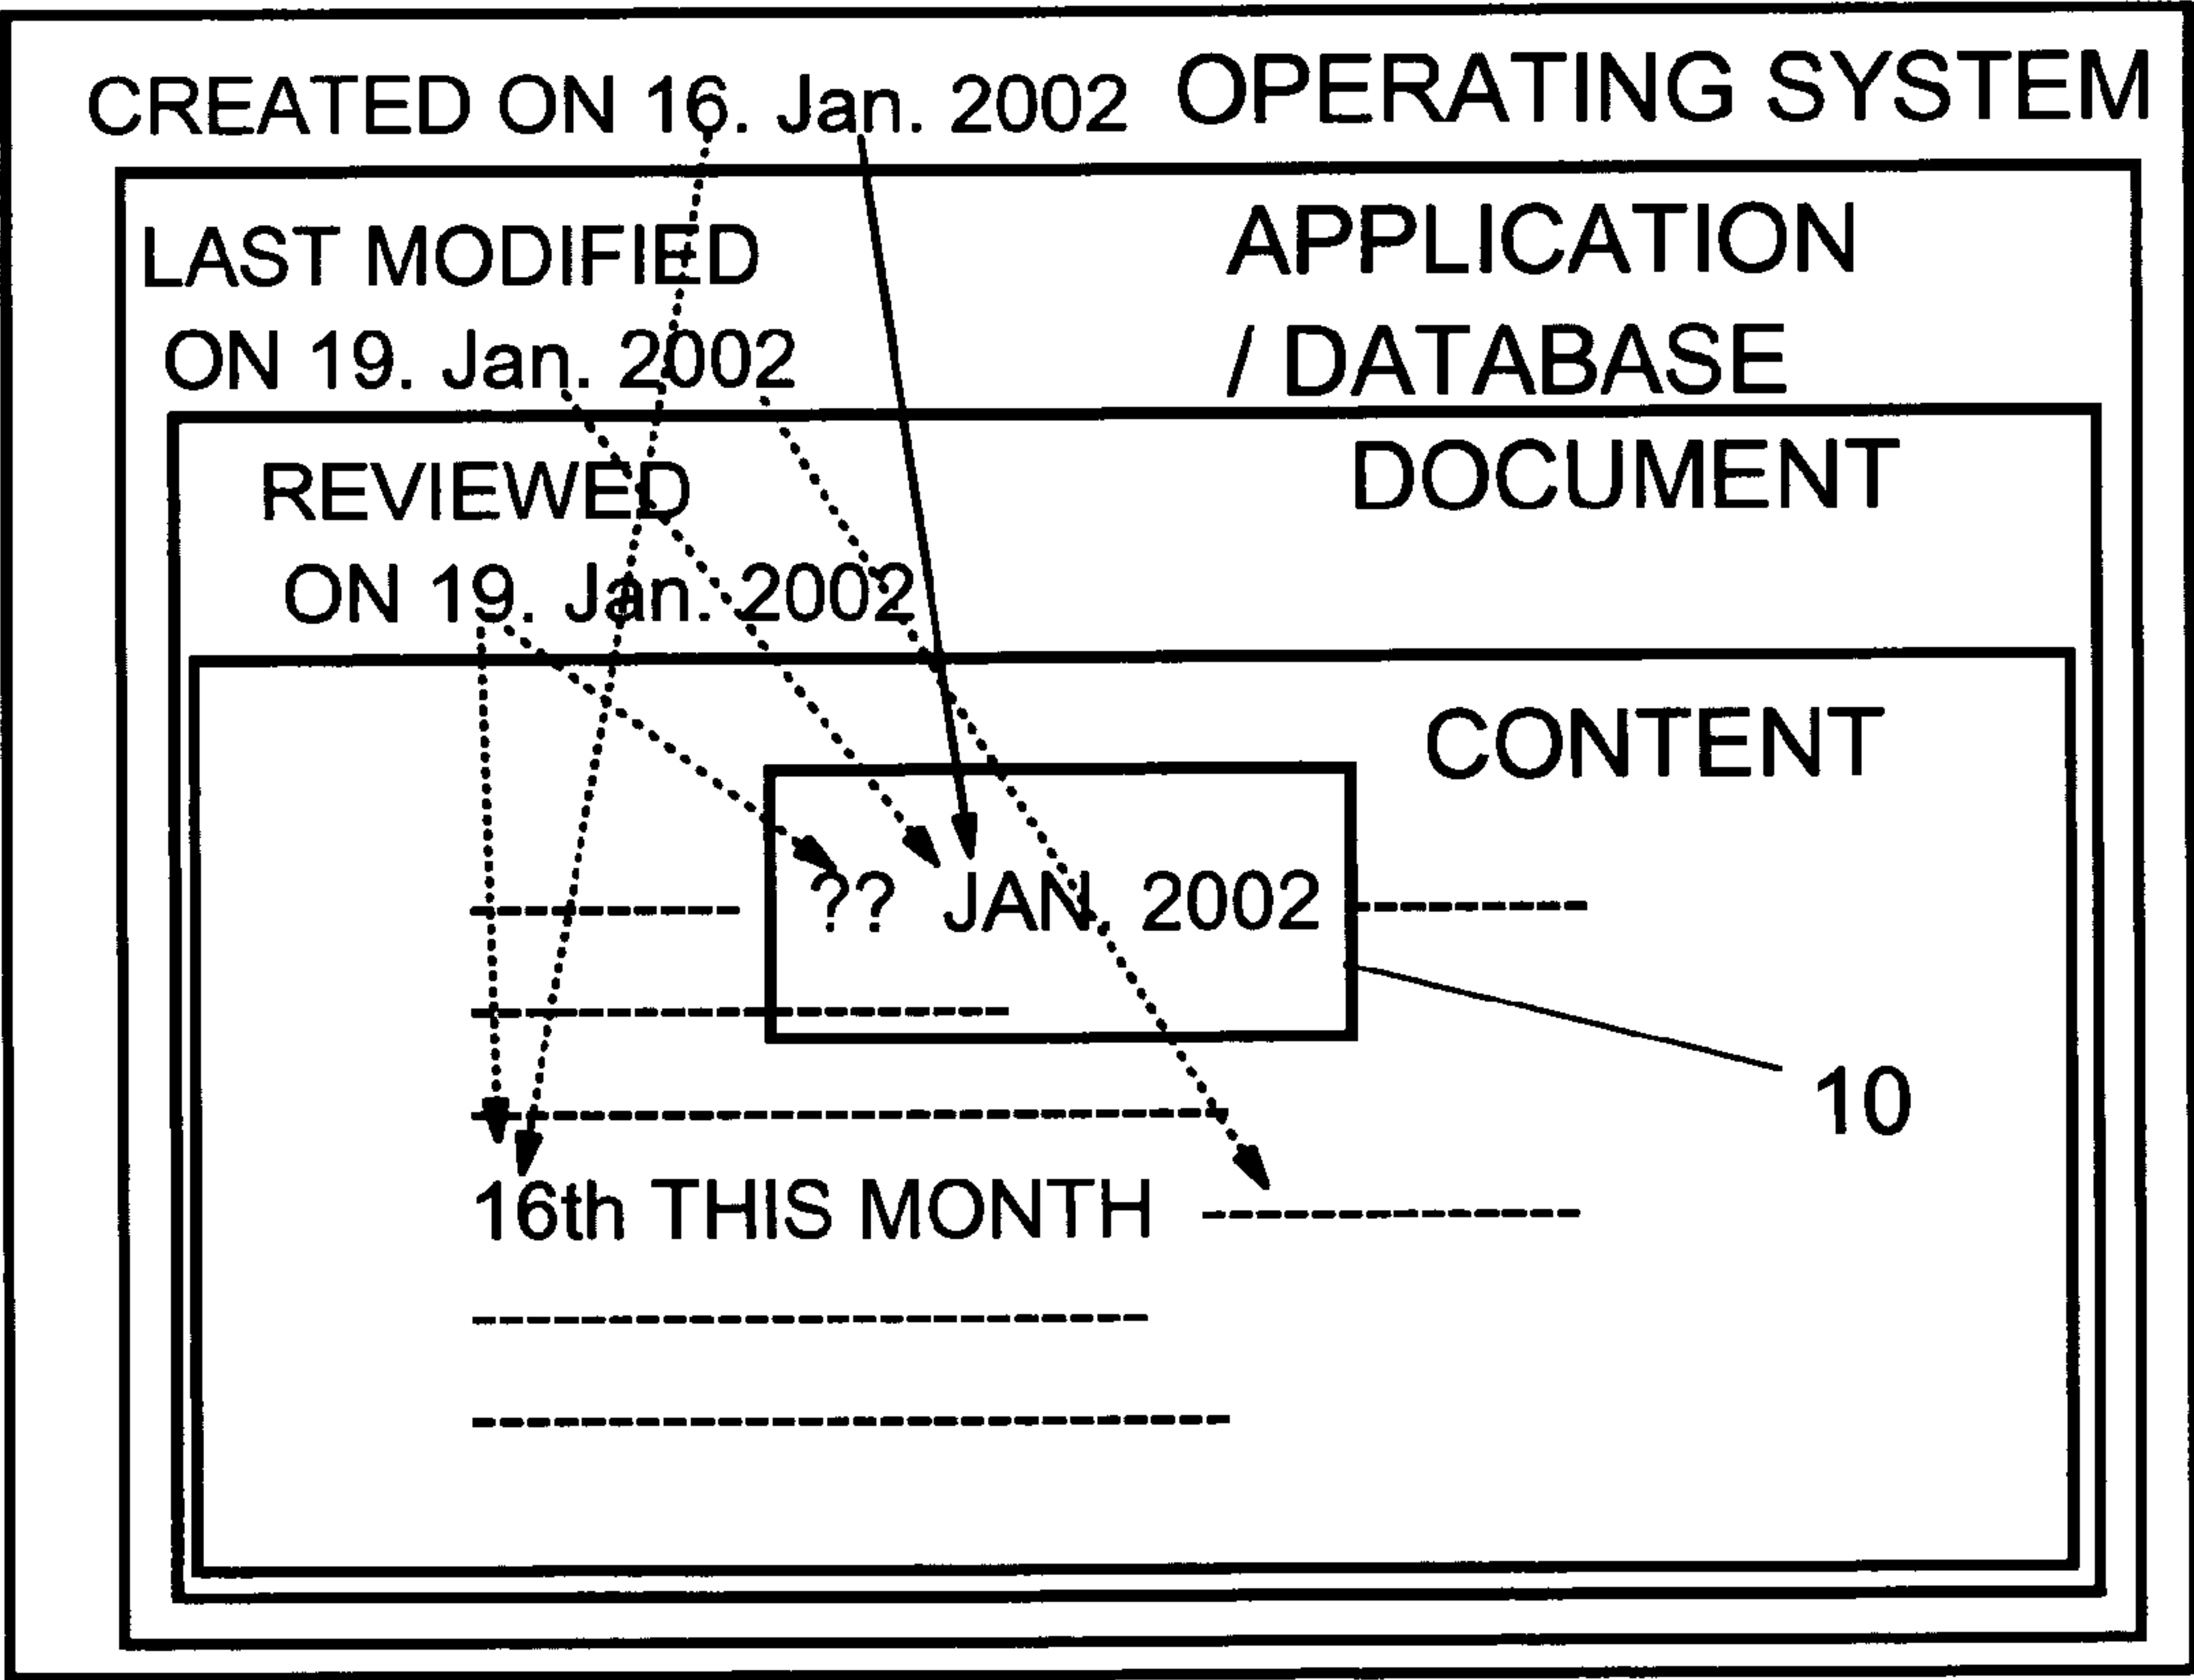 CREATED ON 16. Jan. 2002 OPERATING SYSTEM
LAST MODIFIED APPLICATION
ON 19. Jan. 2002 / DATABASE
REVIEWED DOCUMENT
ON 19. Jan. 2002
CONTENT
?? JAN. 2002
10
16th THIS MONTH